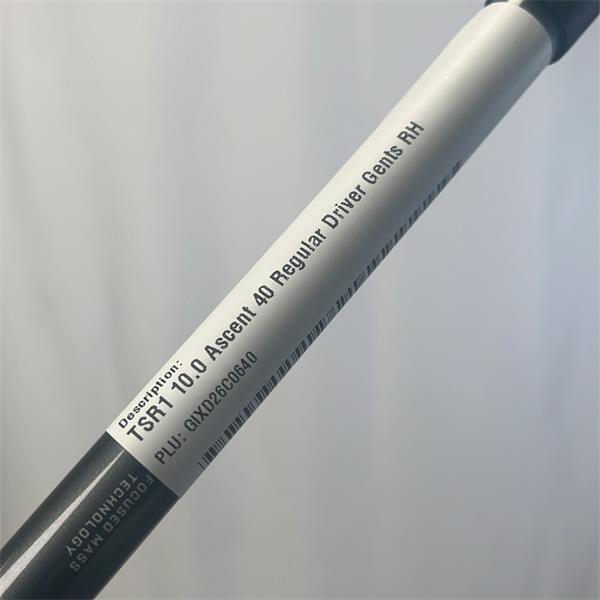 Description:
TSR1 10.0 Ascent 40 Regular Driver Gents RH
PLU: GIXD26C0640
FOCUSED MASS
TECHNOLOGY